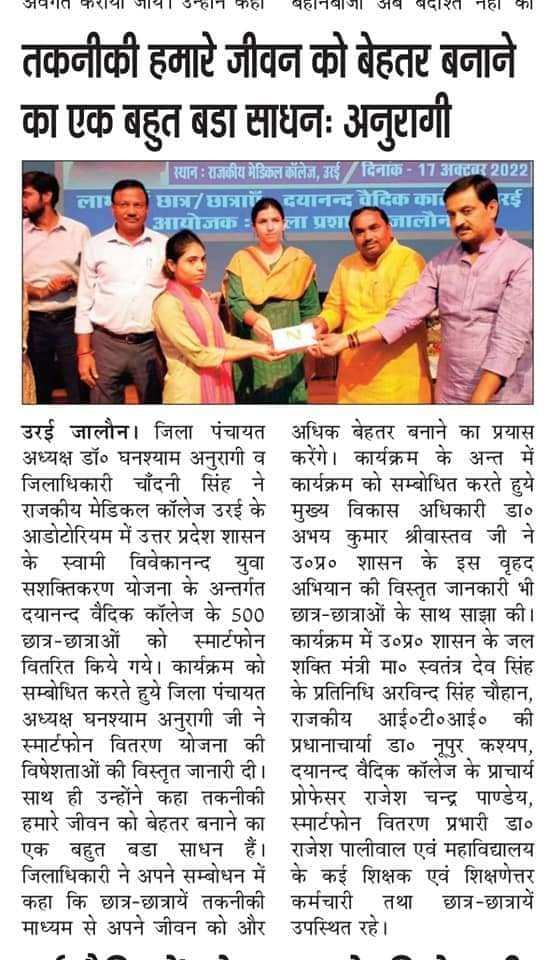 अवगत कराया जाये। उन्होंने कहा
तकनीकी हमारे जीवन को बेहतर बनाने
का एक बहुत बडा साधनः अनुरागी
स्थान : राजकीय मेडिकल कॉलेज, उरई / दिनांक - 17 अक्टूबर 2022
छात्र/छात्राएँ दयानन्द वैदिक उरई
आयोजक : जालौन
उरई जालौन। जिला पंचायत
अध्यक्ष डॉ० घनश्याम अनुरागी व
जिलाधिकारी चाँदनी सिंह ने
राजकीय मेडिकल कॉलेज उरई के
आडोटोरियम में उत्तर प्रदेश शासन
के स्वामी विवेकानन्द युवा
सशक्तिकरण योजना के अन्तर्गत
दयानन्द वैदिक कॉलेज के 500
छात्र-छात्राओं को स्मार्टफोन
वितरित किये गये। कार्यक्रम को
सम्बोधित करते हुये जिला पंचायत
अध्यक्ष घनश्याम अनुरागी जी ने
स्मार्टफोन वितरण योजना की
विषेशताओं की विस्तृत जानारी दी।
साथ ही उन्होंने कहा तकनीकी
हमारे जीवन को बेहतर बनाने का
एक बहुत बडा साधन हैं।
जिलाधिकारी ने अपने सम्बोधन में
कहा कि छात्र-छात्रायें तकनीकी
माध्यम से अपने जीवन को और
अधिक बेहतर बनाने का प्रयास
करेंगे। कार्यक्रम के अन्त में
कार्यक्रम को सम्बोधित करते हुये
मुख्य विकास अधिकारी डा०
अभय कुमार श्रीवास्तव जी ने
उ०प्र० शासन के इस वृहद
अभियान की विस्तृत जानकारी भी
छात्र-छात्राओं के साथ साझा की।
कार्यक्रम में उ०प्र० शासन के जल
शक्ति मंत्री मा० स्वतंत्र देव सिंह
के प्रतिनिधि अरविन्द सिंह चौहान,
राजकीय आई०टी०आई० की
प्रधानाचार्या डा० नूपुर कश्यप,
दयानन्द वैदिक कॉलेज के प्राचार्य
प्रोफेसर राजेश चन्द्र पाण्डेय,
स्मार्टफोन वितरण प्रभारी डा०
राजेश पालीवाल एवं महाविद्यालय
के कई शिक्षक एवं शिक्षणेत्तर
कर्मचारी तथा छात्र-छात्रायें
उपस्थित रहे।